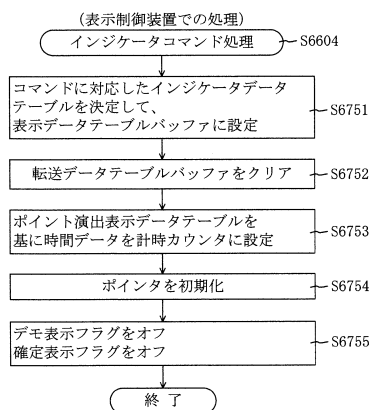 (表示制御装置での処理)
インジケータコマンド処理
S6604
コマンドに対応したインジケータデータ
テーブルを決定して、
表示データテーブルバッファに設定
S6751
転送データテーブルバッファをクリア
S6752
ポイント演出表示データテーブルを
基に時間データを計時カウンタに設定
S6753
ポインタを初期化
S6754
デモ表示フラグをオフ
確定表示フラグをオフ
S6755
終 了